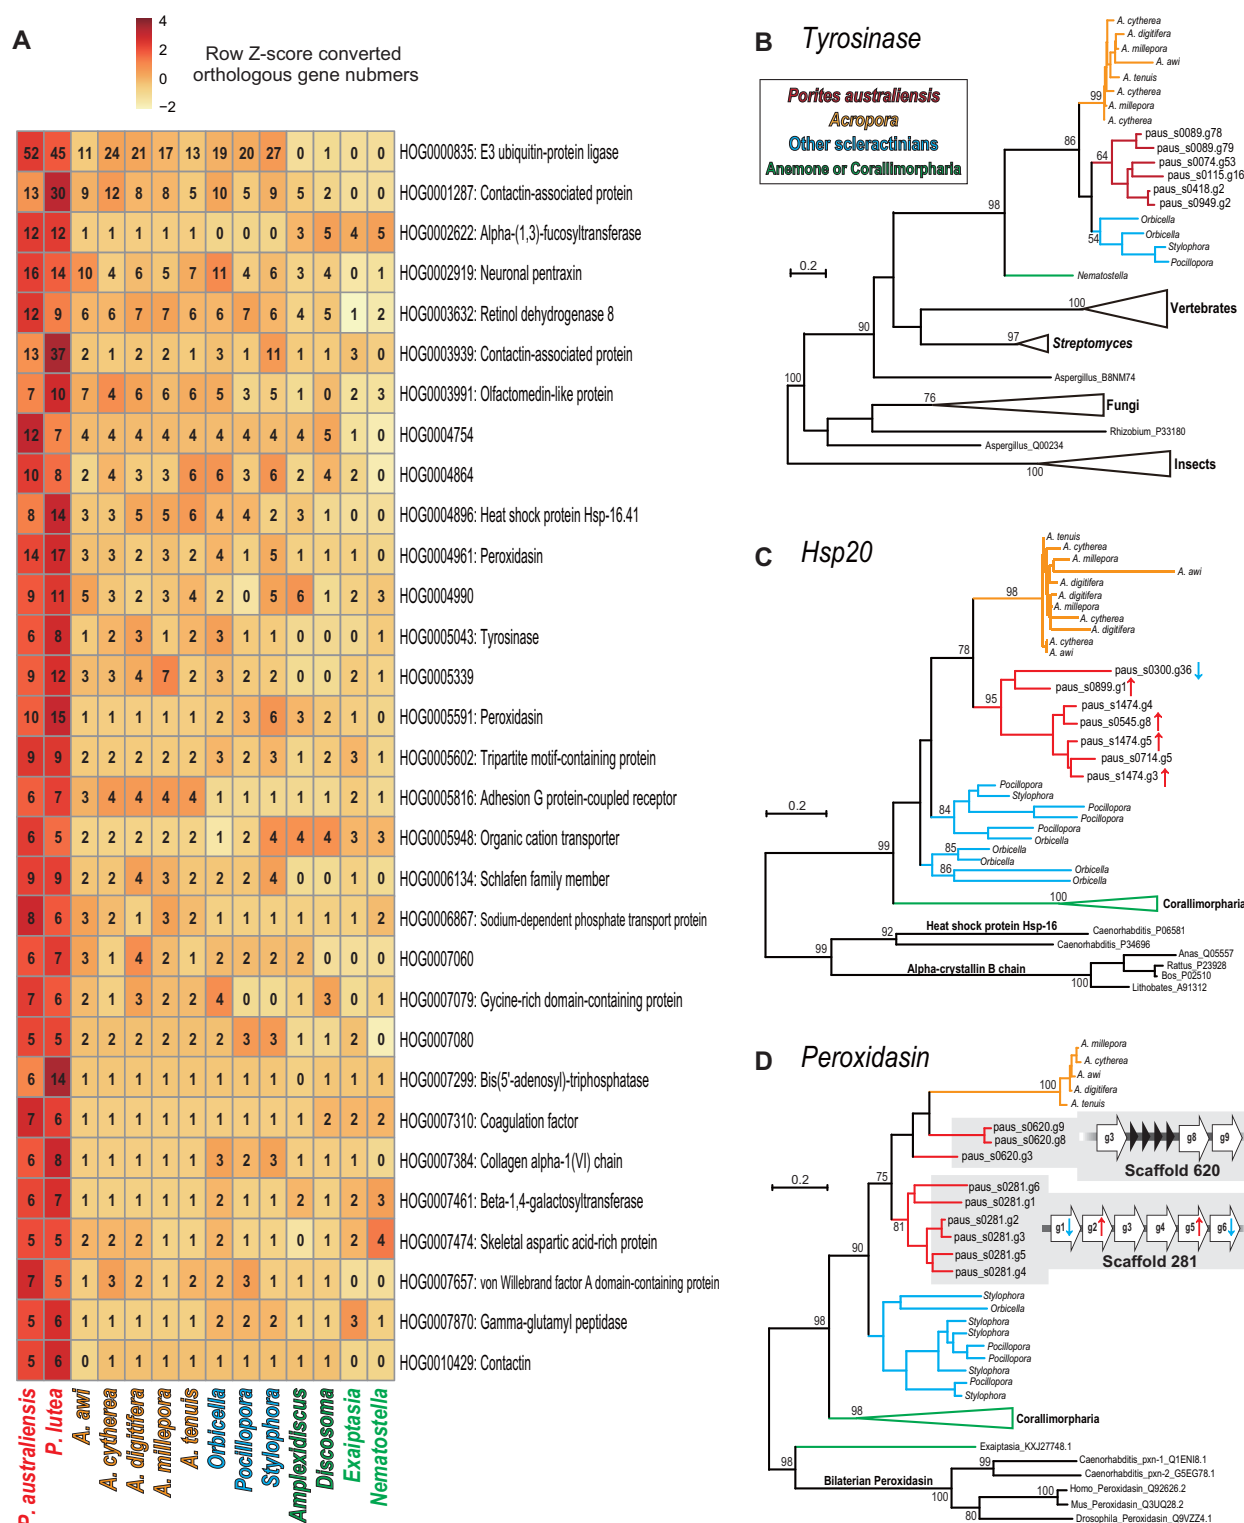 A
4
2
0
−2
Row Z-score converted
orthologous gene nubmers
52 45 11 24 21 17 13 19 20 27 0 1 0 0 HOG0000835: E3 ubiquitin-protein ligase
13 30 9 12 8 8 5 10 5 9 5 2 0 0 HOG0001287: Contactin-associated protein
12 12 1 1 1 1 1 0 0 0 3 5 4 5 HOG0002622: Alpha-(1,3)-fucosyltransferase
16 14 10 4 6 5 7 11 4 6 3 4 0 1 HOG0002919: Neuronal pentraxin
12 9 6 6 7 7 6 6 7 6 4 5 1 2 HOG0003632: Retinol dehydrogenase 8
13 37 2 1 2 2 1 3 1 11 1 1 3 0 HOG0003939: Contactin-associated protein
7 10 7 4 6 6 6 5 3 5 1 0 2 3 HOG0003991: Olfactomedin-like protein
12 7 4 4 4 4 4 4 4 4 4 5 1 0 HOG0004754
10 8 2 4 3 3 6 6 3 6 2 4 2 0 HOG0004864
8 14 3 3 5 5 6 4 4 2 3 1 0 0 HOG0004896: Heat shock protein Hsp-16.41
14 17 3 3 2 3 2 4 1 5 1 1 1 0 HOG0004961: Peroxidasin
9 11 5 3 2 3 4 2 0 5 6 1 2 3 HOG0004990
6 8 1 2 3 1 2 3 1 1 0 0 0 1 HOG0005043: Tyrosinase
9 12 3 3 4 7 2 3 2 2 0 0 2 1 HOG0005339
10 15 1 1 1 1 1 2 3 6 3 2 1 0 HOG0005591: Peroxidasin
9 9 2 2 2 2 2 3 2 3 1 2 3 1 HOG0005602: Tripartite motif-containing protein
6 7 3 4 4 4 4 1 1 1 1 1 2 1 HOG0005816: Adhesion G protein-coupled receptor
6 5 2 2 2 2 2 1 2 4 4 4 3 3 HOG0005948: Organic cation transporter
9 9 2 2 4 3 2 2 2 4 0 0 1 0 HOG0006134: Schlafen family member
8 6 3 2 1 3 2 1 1 1 1 1 1 2 HOG0006867: Sodium-dependent phosphate transport protein
6 7 3 1 4 2 1 2 2 2 2 0 0 0 HOG0007060
7 6 2 1 3 2 2 4 0 0 1 3 0 1 HOG0007079: Gycine-rich domain-containing protein
5 5 2 2 2 2 2 2 3 3 1 1 2 0 HOG0007080
6 14 1 1 1 1 1 1 1 1 0 1 1 1 HOG0007299: Bis(5'-adenosyl)-triphosphatase
7 6 1 1 1 1 1 1 1 1 1 2 2 2 HOG0007310: Coagulation factor
6 8 1 1 1 1 1 3 2 3 1 1 1 0 HOG0007384: Collagen alpha-1(VI) chain
6 7 1 1 1 1 1 2 1 1 2 1 2 3 HOG0007461: Beta-1,4-galactosyltransferase
5 5 2 2 2 1 1 2 1 1 0 1 2 4 HOG0007474: Skeletal aspartic acid-rich protein
7 5 1 3 2 1 2 2 3 1 1 1 0 0 HOG0007657: von Willebrand factor A domain-containing protein
5 6 1 1 1 1 1 2 2 2 1 1 3 1 HOG0007870: Gamma-glutamyl peptidase
5 6 0 1 1 1 1 1 1 1 1 1 0 0 HOG0010429: Contactin
P. australiensis
P. lutea
A. awi
A. cytherea
A. digitifera
A. millepora
A. tenuis
Orbicella
Pocillopora
Stylophora
Amplexidiscus
Discosoma
Exaiptasia
Nematostella
B Tyrosinase
Porites australiensis
Acropora
Other scleractinians
Anemone or Corallimorpharia
A. cytherea
A. digitifera
A. millepora
A. awi
A. tenuis
A. cytherea
A. millepora
A. cytherea
99
86
paus_s0089.g78
paus_s0089.g79
paus_s0074.g53
paus_s0115.g16
paus_s0418.g2
paus_s0949.g2
64
98
Orbicella
Orbicella
Stylophora
Pocillopora
54
0.2
Nematostella
100
Vertebrates
90
97
Streptomyces
Aspergillus_B8NM74
100
76
Fungi
Rhizobium_P33180
Aspergillus_Q00234
100
Insects
C Hsp20
A. tenuis
A. cytherea
A. millepora
A. awi
A. digitifera
A. digitifera
A. millepora
A. cytherea
A. digitifera
A. cytherea
A. awi
98
78
paus_s0300.g36
paus_s0899.g1
paus_s1474.g4
paus_s0545.g8
paus_s1474.g5
paus_s0714.g5
paus_s1474.g3
95
Pocillopora
Stylophora
Pocillopora
Pocillopora
Pocillopora
Orbicella
84
0.2
Orbicella
Orbicella
Orbicella
Orbicella
85
86
99
100
Corallimorpharia
Heat shock protein Hsp-16
92
Caenorhabditis_P06581
Caenorhabditis_P34696
99
Alpha-crystallin B chain
100
Anas_Q05557
Rattus_P23928
Bos_P02510
Lithobates_A91312
D Peroxidasin
A. millepora
A. cytherea
A. awi
A. digitifera
A. tenuis
100
paus_s0620.g9
paus_s0620.g8
paus_s0620.g3
g3 g8 g9
Scaffold 620
75
0.2
paus_s0281.g6
paus_s0281.g1
paus_s0281.g2
paus_s0281.g3
paus_s0281.g5
paus_s0281.g4
81
g1 g2 g3 g4 g5 g6
Scaffold 281
90
Stylophora
Orbicella
Stylophora
Stylophora
Pocillopora
Pocillopora
Stylophora
Pocillopora
Stylophora
98
98
Corallimorpharia
Exaiptasia_KXJ27748.1
98
Bilaterian Peroxidasin
99
Caenorhabditis_pxn-1_Q1ENI8.1
Caenorhabditis_pxn-2_G5EG78.1
100
100
Homo_Peroxidasin_Q92626.2
Mus_Peroxidasin_Q3UQ28.2
80
Drosophila_Peroxidasin_Q9VZZ4.1